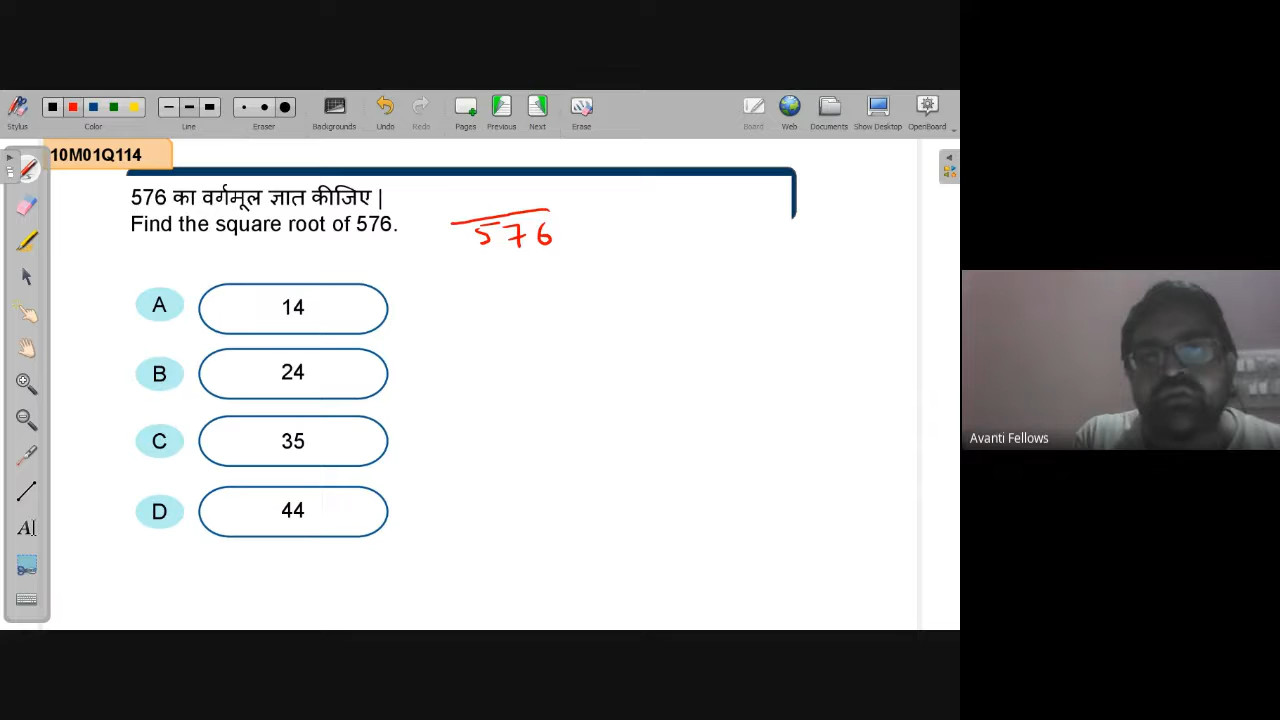 Stylus
Color
Line
Eraser
Backgrounds
Undo
Redo
Pages
Previous
Next
Erase
Board
Web
Documents
Show Desktop
OpenBoard
10M01Q114
576 का वर्गमूल ज्ञात कीजिए |
Find the square root of 576.
576
A 14
B 24
C 35
D 44
Avanti Fellows